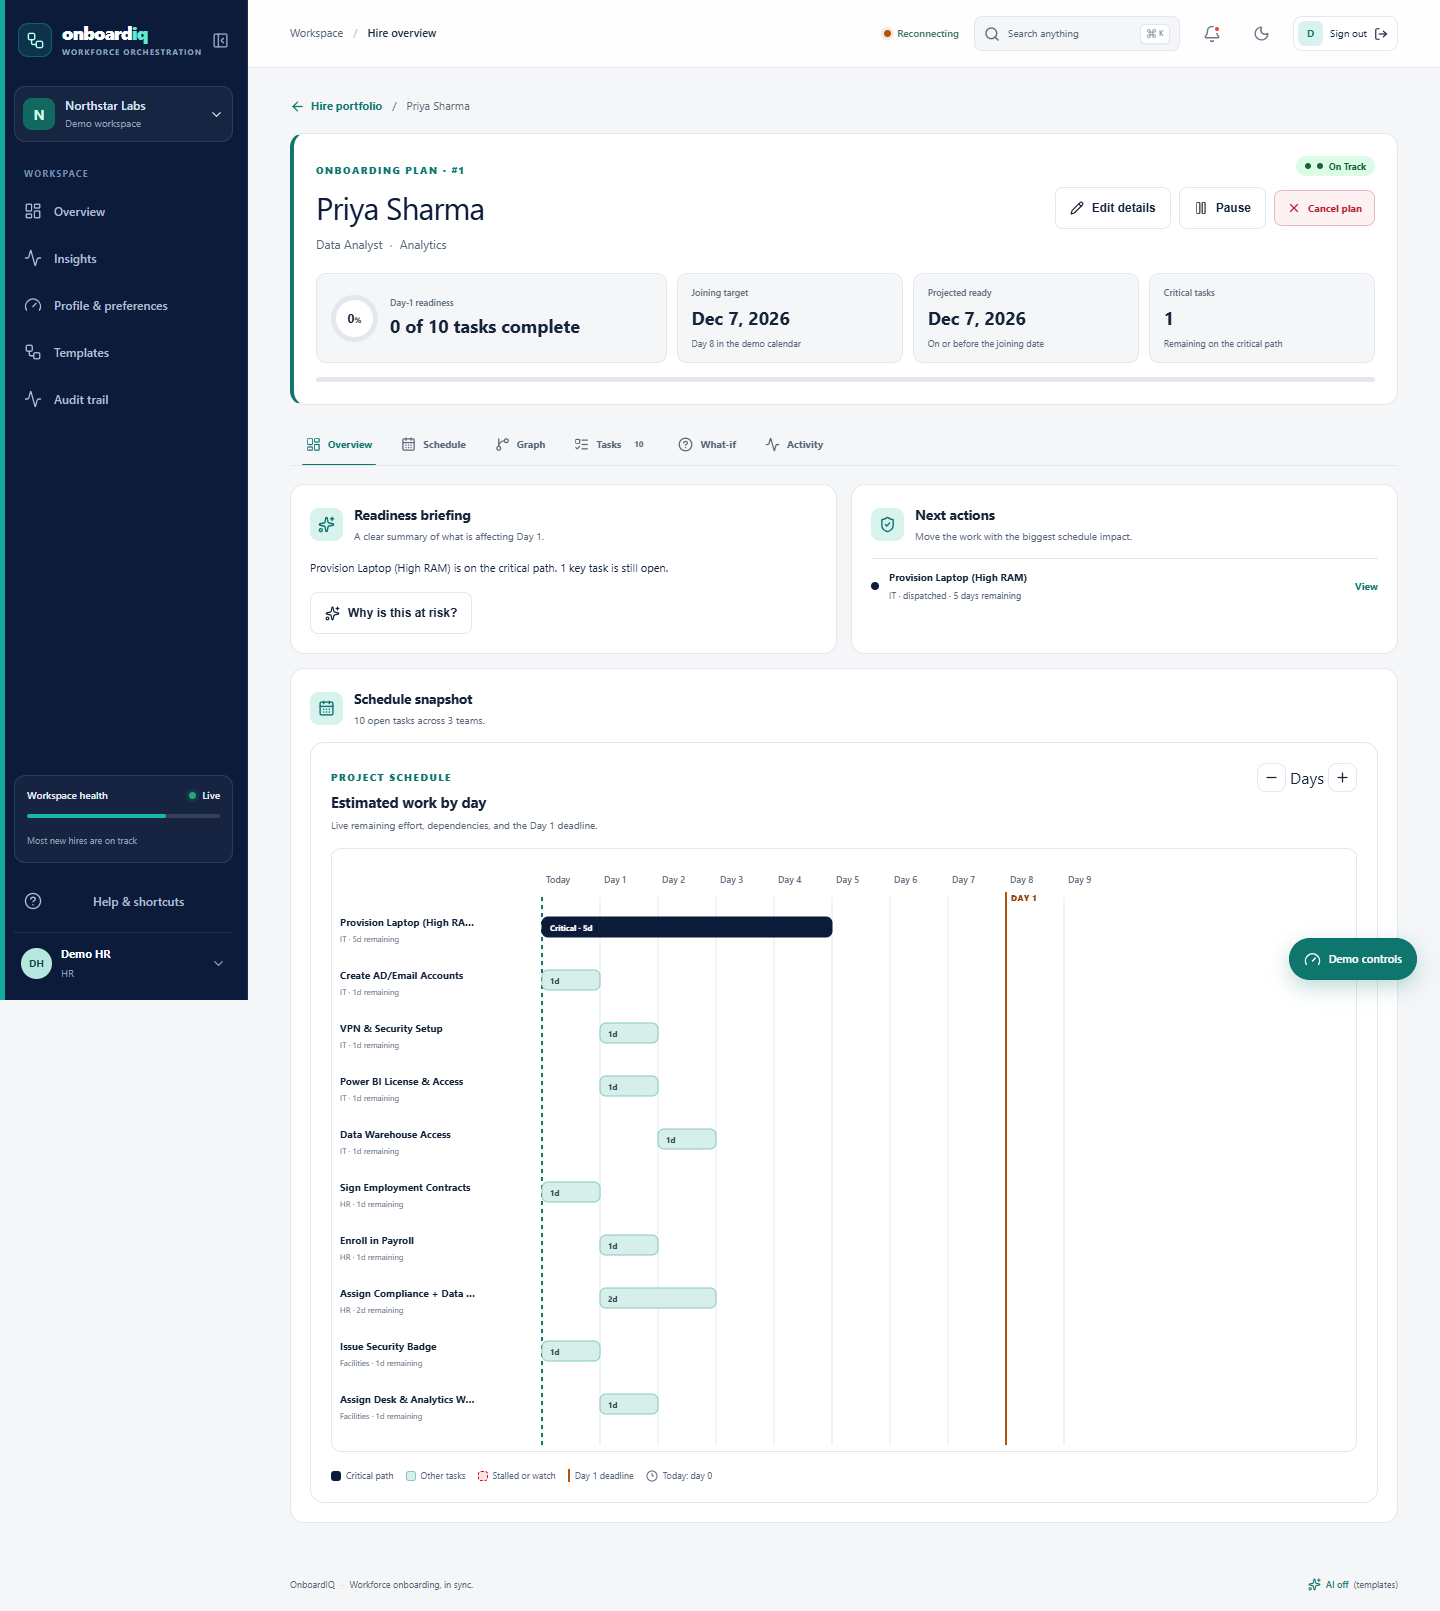 onboardiq
WORKFORCE ORCHESTRATION
N
Northstar Labs
Demo workspace
WORKSPACE
Overview
Insights
Profile & preferences
Templates
Audit trail
Workspace health
Live
Most new hires are on track
Help & shortcuts
DH
Demo HR
HR
Workspace / Hire overview
Reconnecting
Search anything
⌘ K
D
Sign out
Hire portfolio / Priya Sharma
ONBOARDING PLAN · #1
On Track
Priya Sharma
Edit details
Pause
Cancel plan
Data Analyst · Analytics
0%
Day-1 readiness
0 of 10 tasks complete
Joining target
Dec 7, 2026
Day 8 in the demo calendar
Projected ready
Dec 7, 2026
On or before the joining date
Critical tasks
1
Remaining on the critical path
Overview
Schedule
Graph
Tasks 10
What-if
Activity
Readiness briefing
A clear summary of what is affecting Day 1.
Provision Laptop (High RAM) is on the critical path. 1 key task is still open.
Why is this at risk?
Next actions
Move the work with the biggest schedule impact.
Provision Laptop (High RAM)
IT · dispatched · 5 days remaining
View
Schedule snapshot
10 open tasks across 3 teams.
PROJECT SCHEDULE
Estimated work by day
Live remaining effort, dependencies, and the Day 1 deadline.
− Days +
Today Day 1 Day 2 Day 3 Day 4 Day 5 Day 6 Day 7 Day 8 Day 9
DAY 1
Provision Laptop (High RA...
IT · 5d remaining
Critical · 5d
Create AD/Email Accounts
IT · 1d remaining
1d
VPN & Security Setup
IT · 1d remaining
1d
Power BI License & Access
IT · 1d remaining
1d
Data Warehouse Access
IT · 1d remaining
1d
Sign Employment Contracts
HR · 1d remaining
1d
Enroll in Payroll
HR · 1d remaining
1d
Assign Compliance + Data ...
HR · 2d remaining
2d
Issue Security Badge
Facilities · 1d remaining
1d
Assign Desk & Analytics W...
Facilities · 1d remaining
1d
Critical path
Other tasks
Stalled or watch
Day 1 deadline
Today: day 0
Demo controls
OnboardIQ · Workforce onboarding, in sync.
AI off (templates)